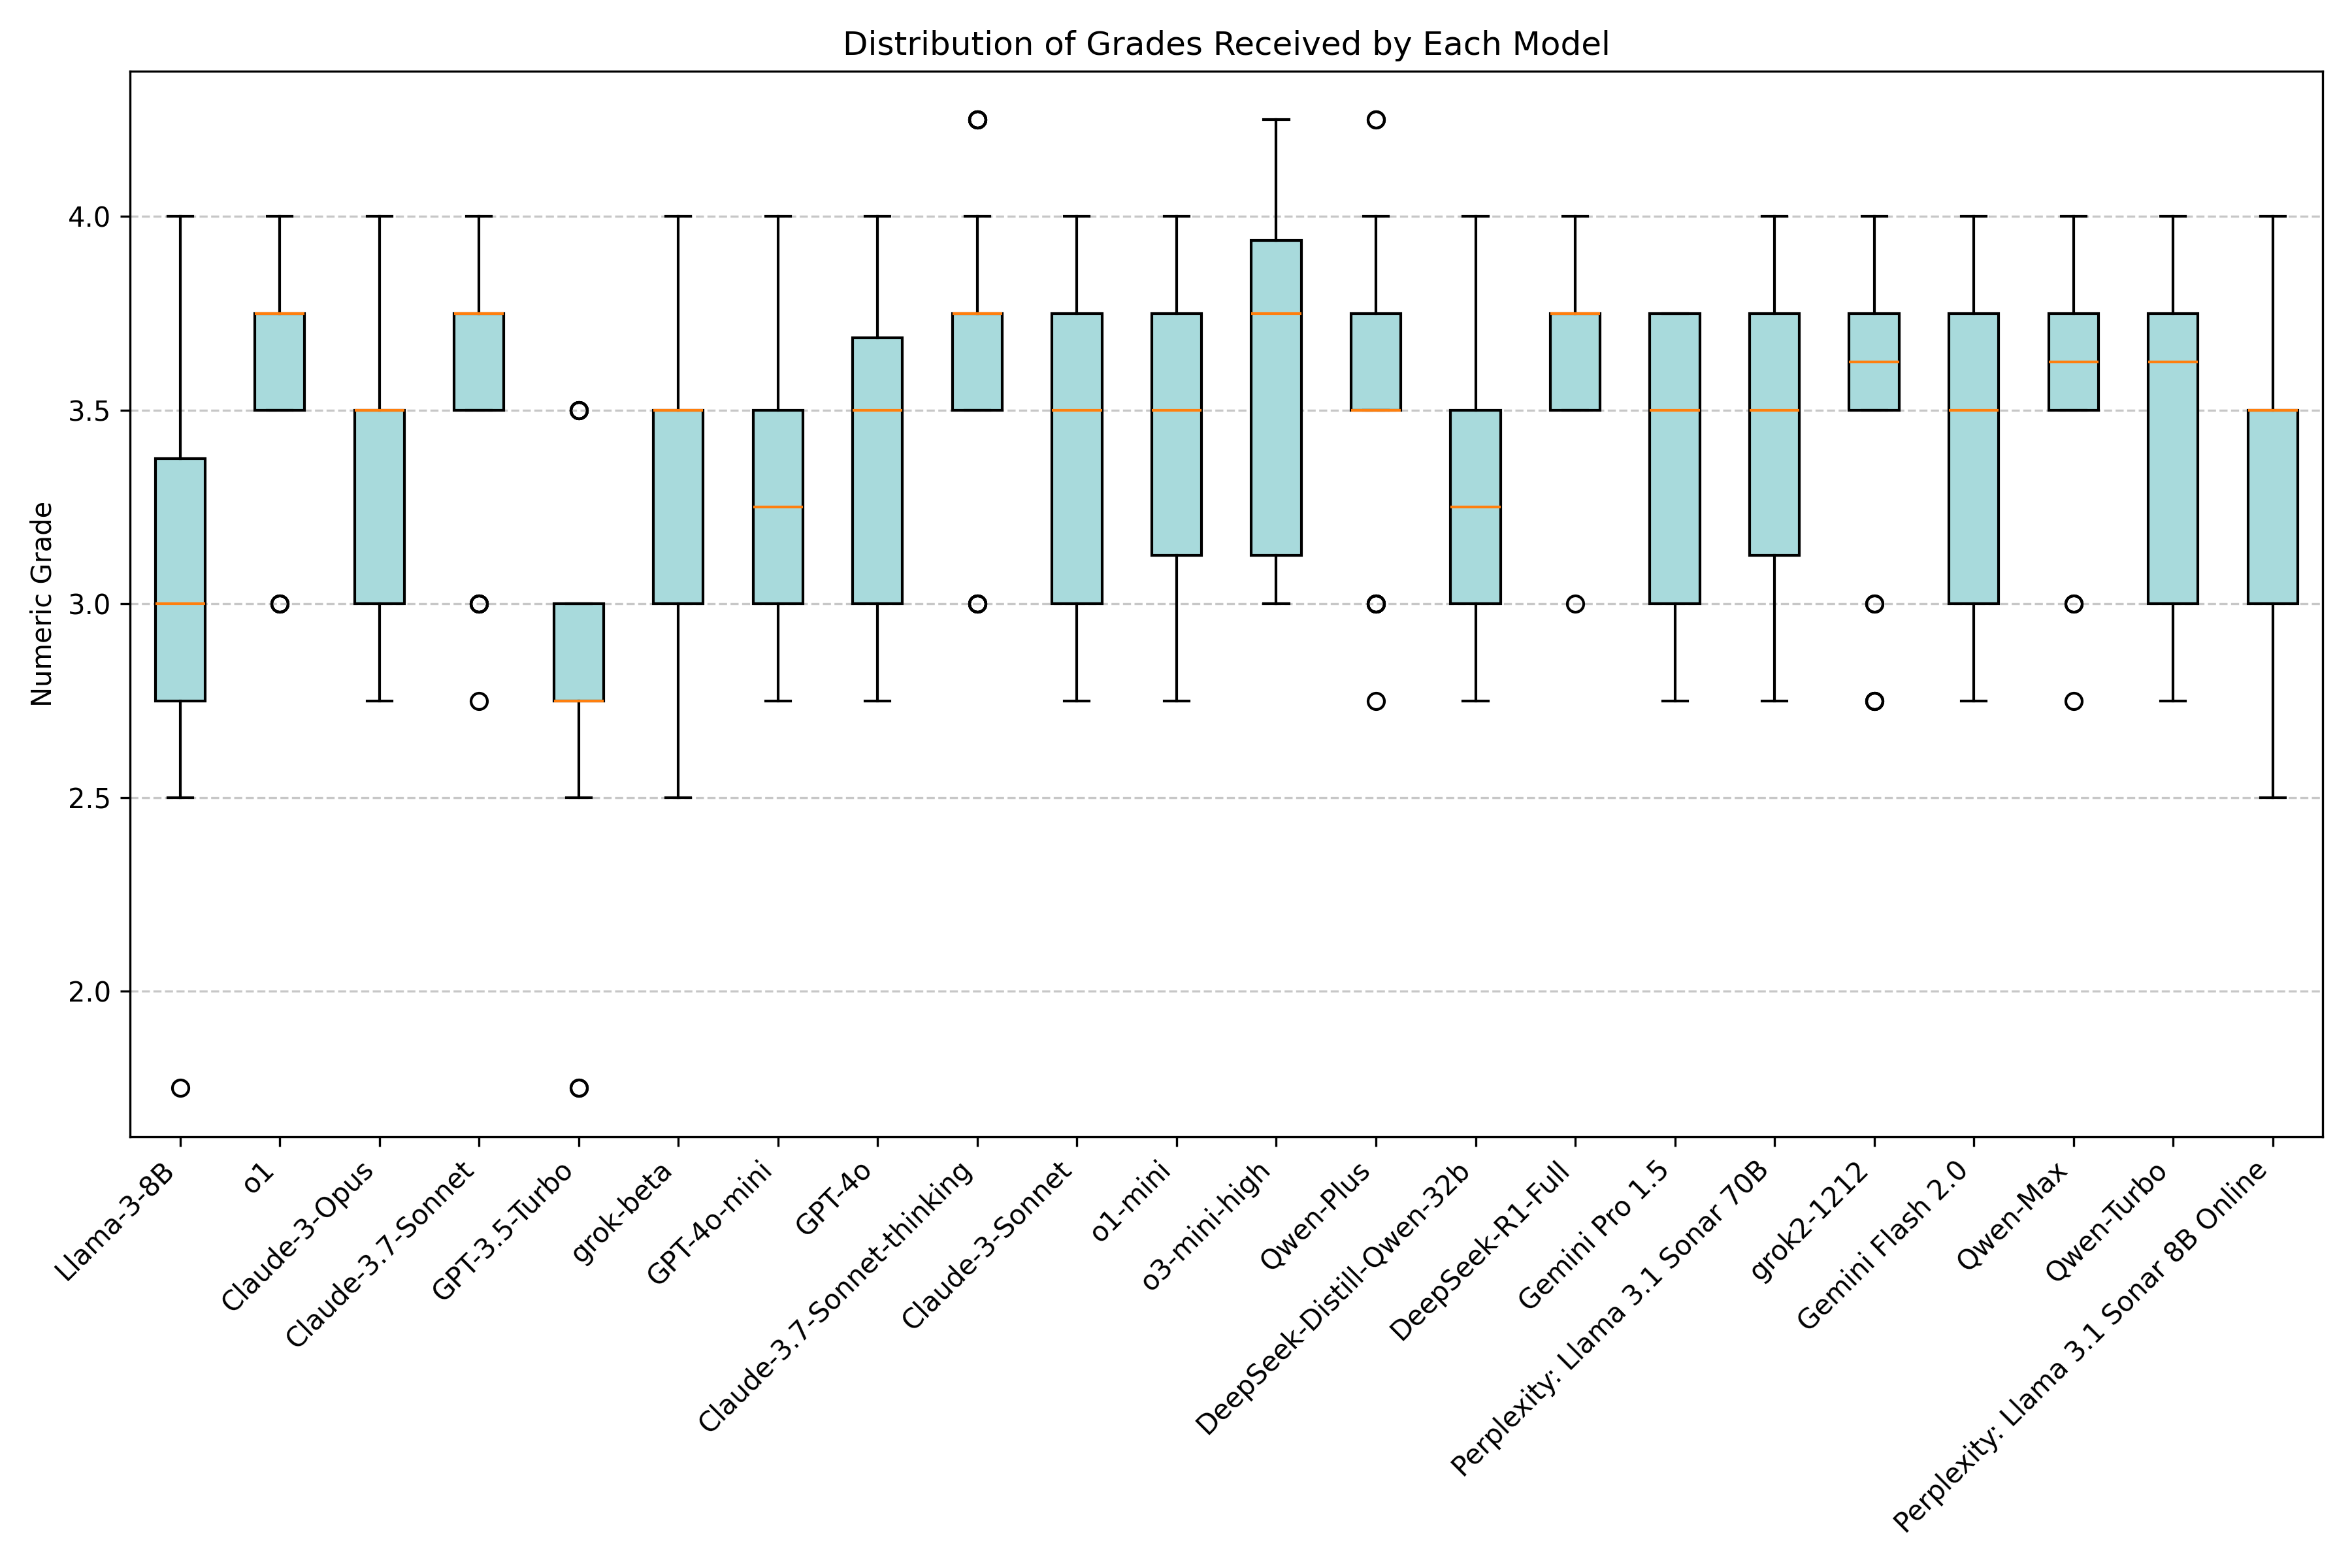 Distribution of Grades Received by Each Model
Numeric Grade
4.0
3.5
3.0
2.5
2.0
Llama-3-8B
o1
Claude-3-Opus
Claude-3.7-Sonnet
GPT-3.5-Turbo
grok-beta
GPT-4o-mini
GPT-4o
Claude-3.7-Sonnet-thinking
Claude-3-Sonnet
o1-mini
o3-mini-high
Qwen-Plus
DeepSeek-Distill-Qwen-32b
DeepSeek-R1-Full
Gemini Pro 1.5
Perplexity: Llama 3.1 Sonar 70B
grok2-1212
Gemini Flash 2.0
Qwen-Max
Qwen-Turbo
Perplexity: Llama 3.1 Sonar 8B Online